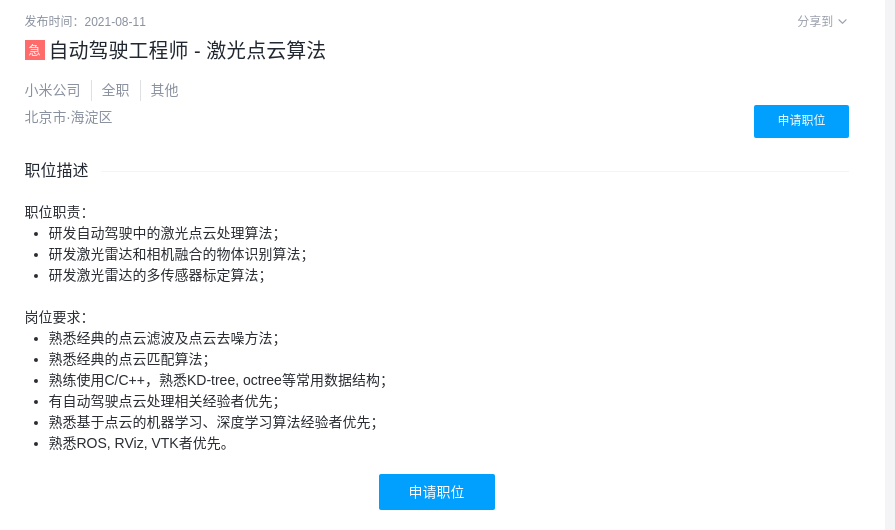 发布时间：2021-08-11
分享到
急 自动驾驶工程师 - 激光点云算法
小米公司 全职 其他
北京市·海淀区
申请职位
职位描述
职位职责：
• 研发自动驾驶中的激光点云处理算法；
• 研发激光雷达和相机融合的物体识别算法；
• 研发激光雷达的多传感器标定算法；
岗位要求：
• 熟悉经典的点云滤波及点云去噪方法；
• 熟悉经典的点云匹配算法；
• 熟练使用C/C++，熟悉KD-tree, octree等常用数据结构；
• 有自动驾驶点云处理相关经验者优先；
• 熟悉基于点云的机器学习、深度学习算法经验者优先；
• 熟悉ROS, RViz, VTK者优先。
申请职位